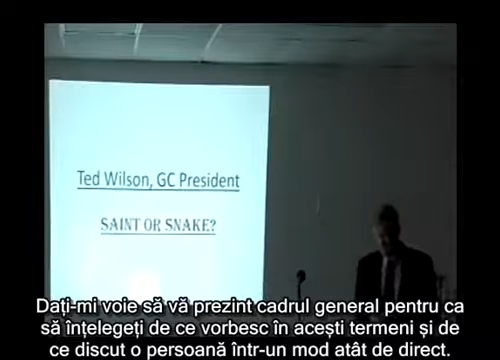 Ted Wilson, GC President
SAINT OR SNAKE?
Dați-mi voie să vă prezint cadrul general pentru ca
să înțelegeți de ce vorbesc în acești termeni și de
ce discut o persoană într-un mod atât de direct.